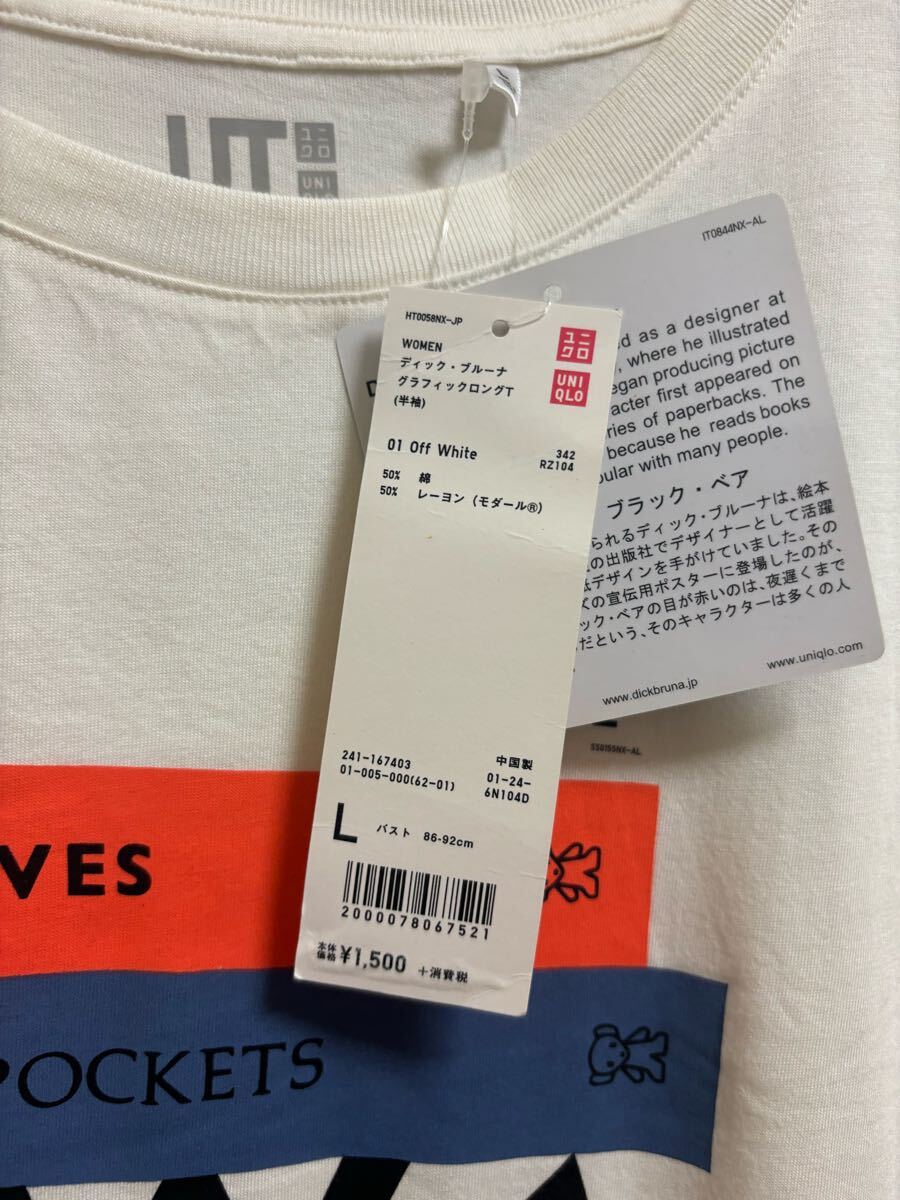 UT
ユニ
クロ
UNI
IT0844NX-AL
d as a designer at
, where he illustrated
egan producing picture
acter first appeared on
ries of paperbacks. The
because he reads books
ular with many people.
ブラック・ベア
られるディック・ブルーナは、絵本
の出版社でデザイナーとして活躍
デザインを手がけていました。その
ズの宣伝用ポスターに登場したのが、
ック・ベアの目が赤いのは、夜遅くまで
だという、そのキャラクターは多くの人
www.dickbruna.jp
www.uniqlo.com
D
HT0058NX-JP
WOMEN
ディック・ブルーナ
グラフィックロングT
(半袖)
ユニ
クロ
UNI
QLO
01 Off White
342
RZ104
50% 綿
50% レーヨン (モダール®)
241-167403
中国製
01-005-000(62-01)
01-24-
6N104D
L バスト 86-92cm
2000078067521
本体
価格 ¥1,500 +消費税
SS0155NX-AL
VES
POCKETS